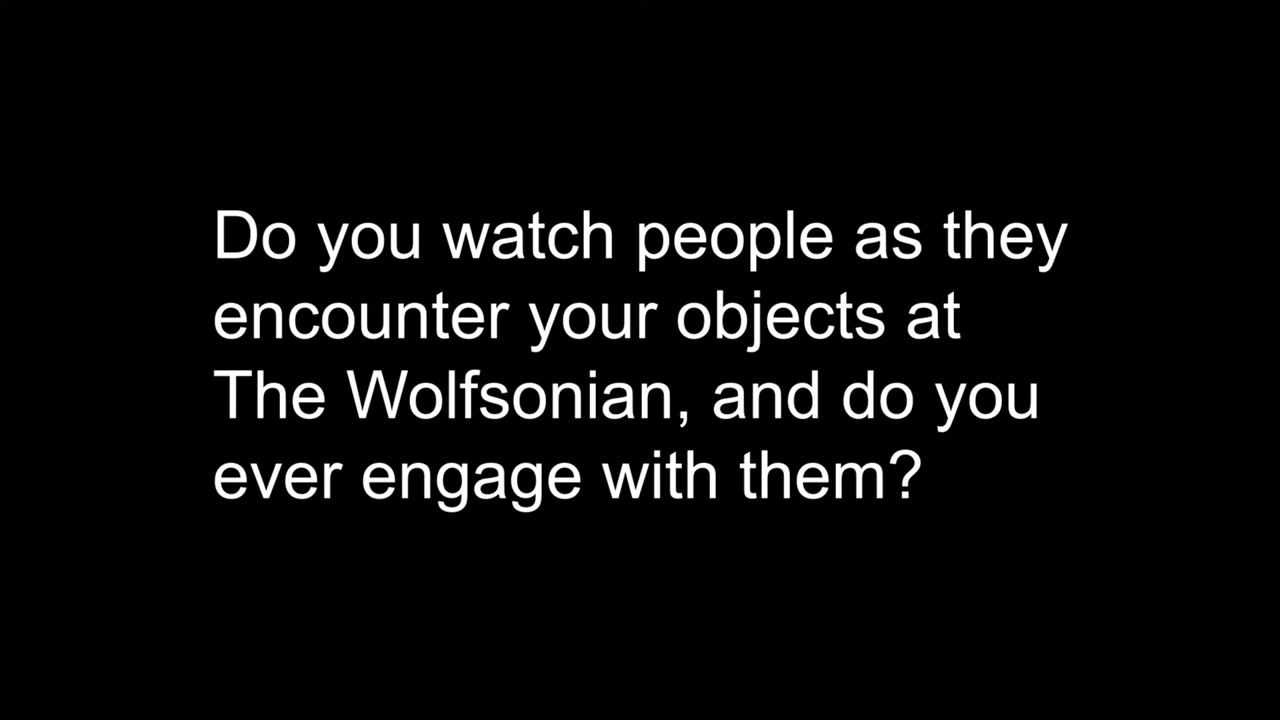 Do you watch people as they
encounter your objects at
The Wolfsonian, and do you
ever engage with them?